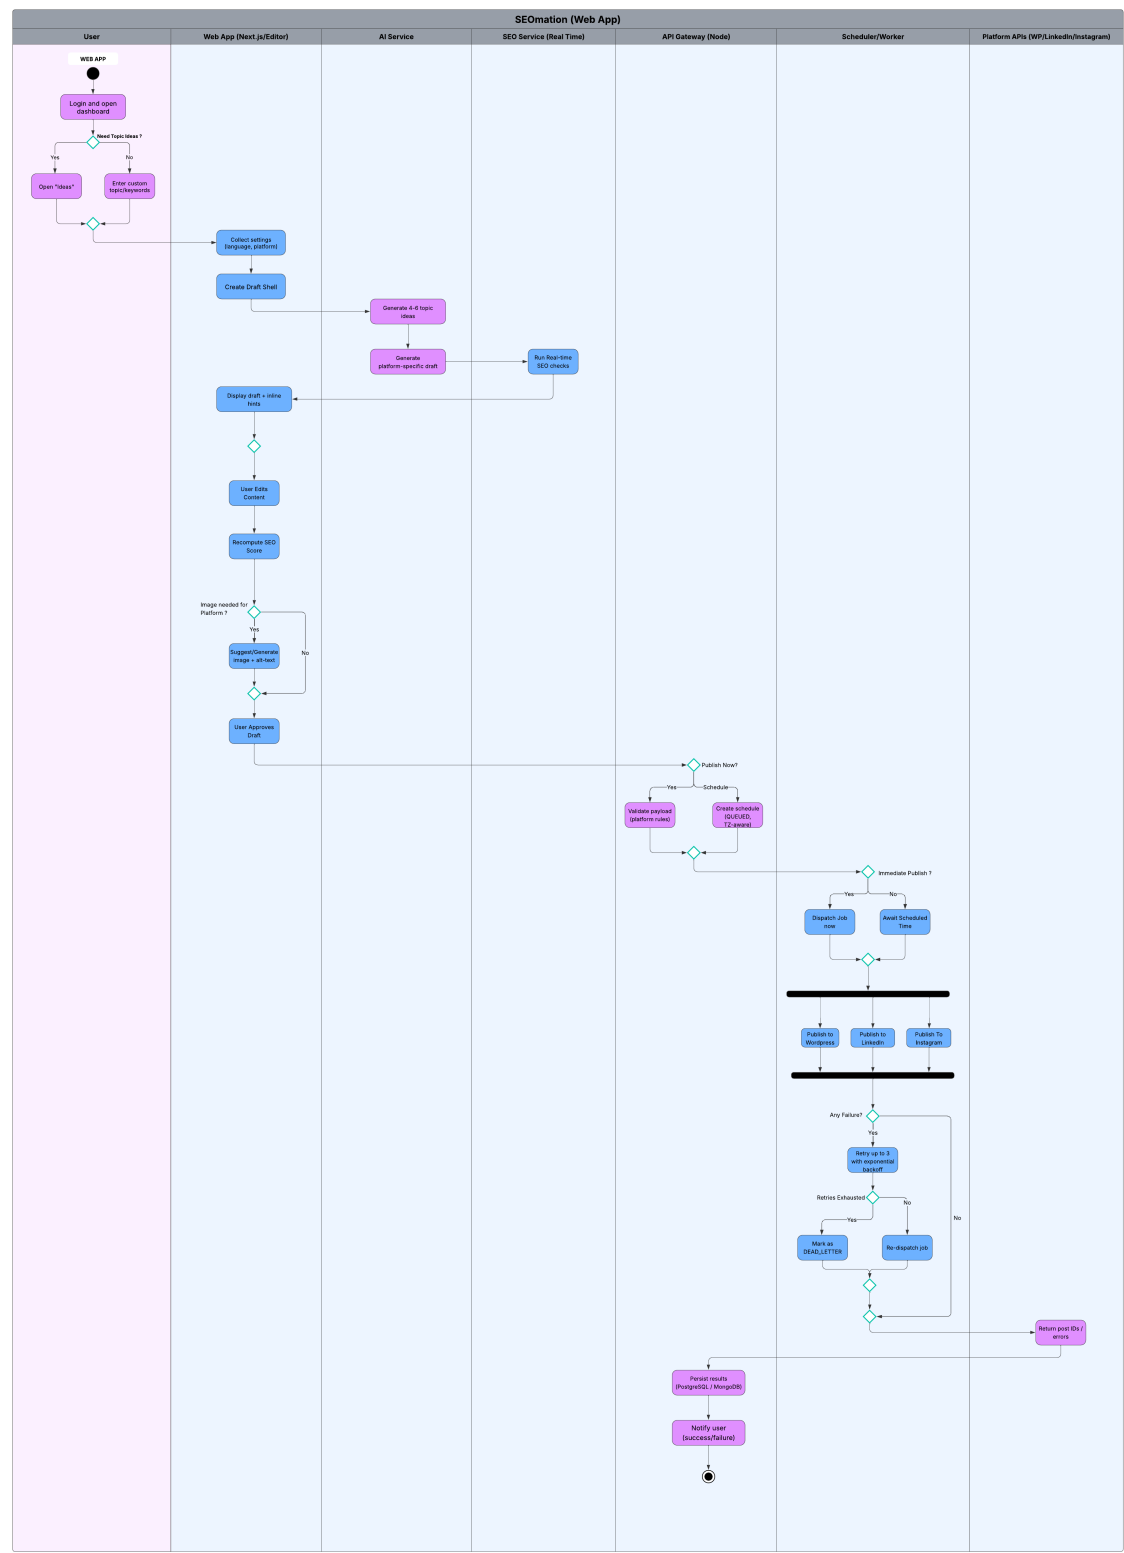 SEOmation (Web App)
User
Web App (Next.js/Editor)
AI Service
SEO Service (Real Time)
API Gateway (Node)
Scheduler/Worker
Platform APIs (WP/LinkedIn/Instagram)
WEB APP
Login and open
dashboard
Need Topic Ideas ?
Yes
No
Open "Ideas"
Enter custom
topic/keywords
Collect settings
(language, platform)
Create Draft Shell
Generate 4-6 topic
ideas
Generate
platform-specific draft
Run Real-time
SEO checks
Display draft + inline
hints
User Edits
Content
Recompute SEO
Score
Image needed for
Platform ?
Yes
No
Suggest/Generate
image + alt-text
User Approves
Draft
Publish Now?
Yes
Schedule
Validate payload
(platform rules)
Create schedule
(QUEUED,
TZ-aware)
Immediate Publish ?
Yes
No
Dispatch Job
now
Await Scheduled
Time
Publish to
Wordpress
Publish to
LinkedIn
Publish To
Instagram
Any Failure?
Yes
No
Retry up to 3
with exponential
backoff
Retries Exhausted
Yes
No
Mark as
DEAD_LETTER
Re-dispatch job
Return post IDs /
errors
Persist results
(PostgreSQL / MongoDB)
Notify user
(success/failure)